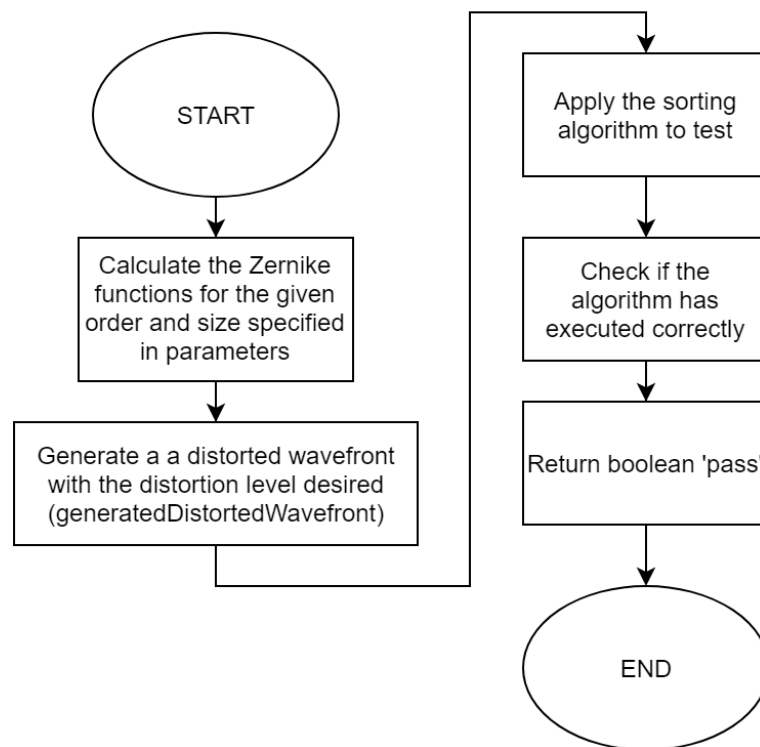 START
Calculate the Zernike
functions for the given
order and size specified
in parameters
Generate a a distorted wavefront
with the distortion level desired
(generatedDistortedWavefront)
Apply the sorting
algorithm to test
Check if the
algorithm has
executed correctly
Return boolean 'pass'
END